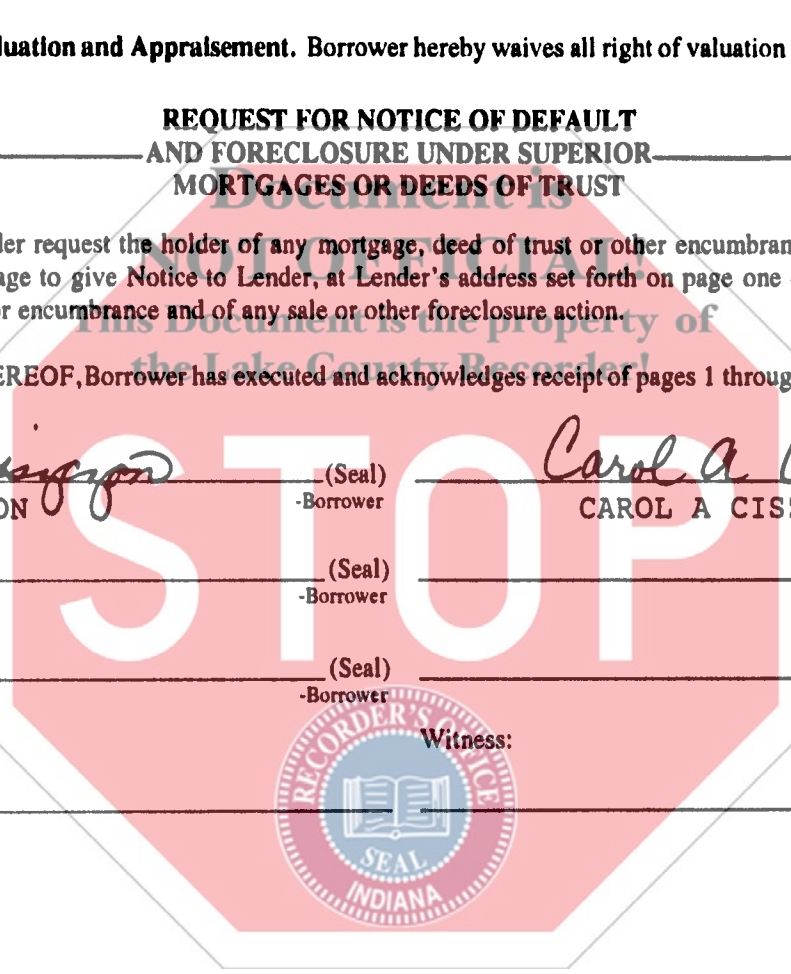 luation and Appraisement. Borrower hereby waives all right of valuation
REQUEST FOR NOTICE OF DEFAULT
AND FORECLOSURE UNDER SUPERIOR
MORTGAGES OR DEEDS OF TRUST
Document is
der request the holder of any mortgage, deed of trust or other encumbran
NOT OFFICIAL!
age to give Notice to Lender, at Lender's address set forth on page one
or encumbrance and of any sale or other foreclosure action.
This Document is the property of
the Lake County Recorder!
EREOF, Borrower has executed and acknowledges receipt of pages 1 throug
(Seal) Carol A C
ON -Borrower CAROL A CISS
STOP
(Seal)
-Borrower
(Seal)
-Borrower
Witness:
RECORDER'S OFFICE
SEAL
INDIANA